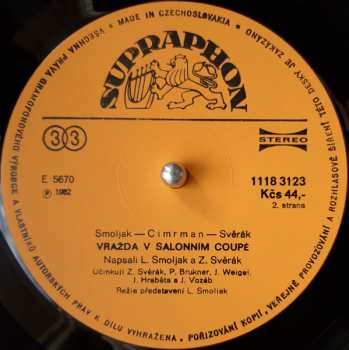 MADE IN CZECHOSLOVAKIA • VŠECHNA PRÁVA GRAMOFONOVÉHO VÝROBCE A VLASTNÍKŮ AUTORSKÝCH PRÁV K DÍLU VYHRAŽENA. POŘIZOVÁNÍ KOPIÍ, VEŘEJNÉ PROVOZOVÁNÍ A ROZHLASOVÉ ŠÍŘENÍ TÉTO DESKY JE ZAKÁZÁNO
SUPRAPHON
33
STEREO
E 5670
℗ 1982
1118 3123
Kčs 44,-
2. strana
Smoljak — Cimrman — Svěrák
VRAŽDA V SALONNÍM COUPÉ
Napsali L. Smoljak a Z. Svěrák
Účinkují Z. Svěrák, P. Brukner, J. Weigel,
J. Hraběta a J. Vozáb
Režie představení L. Smoljak